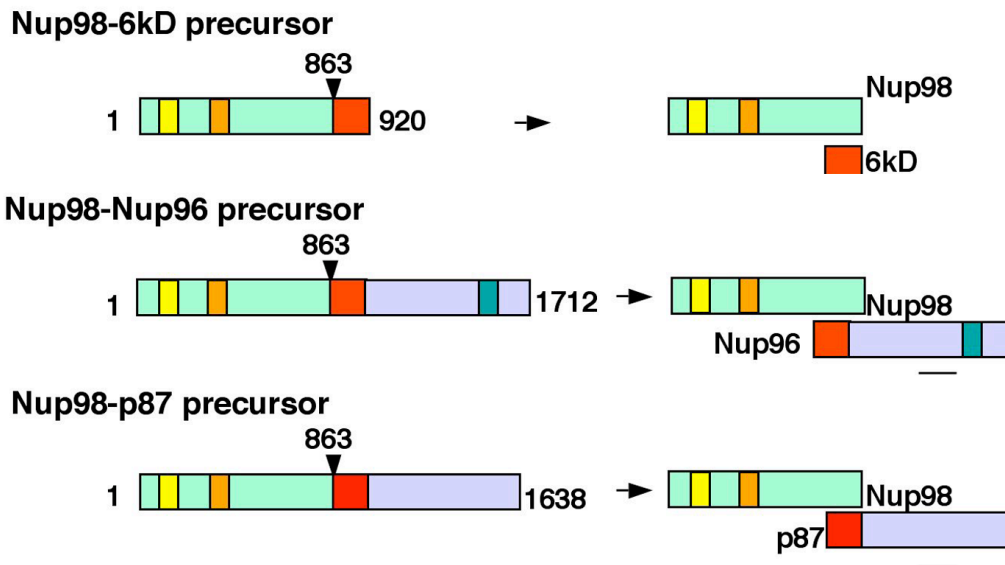 Nup98-6kD precursor
863
1
920
Nup98
6kD
Nup98-Nup96 precursor
863
1
1712
Nup98
Nup96
Nup98-p87 precursor
863
1
1638
Nup98
p87